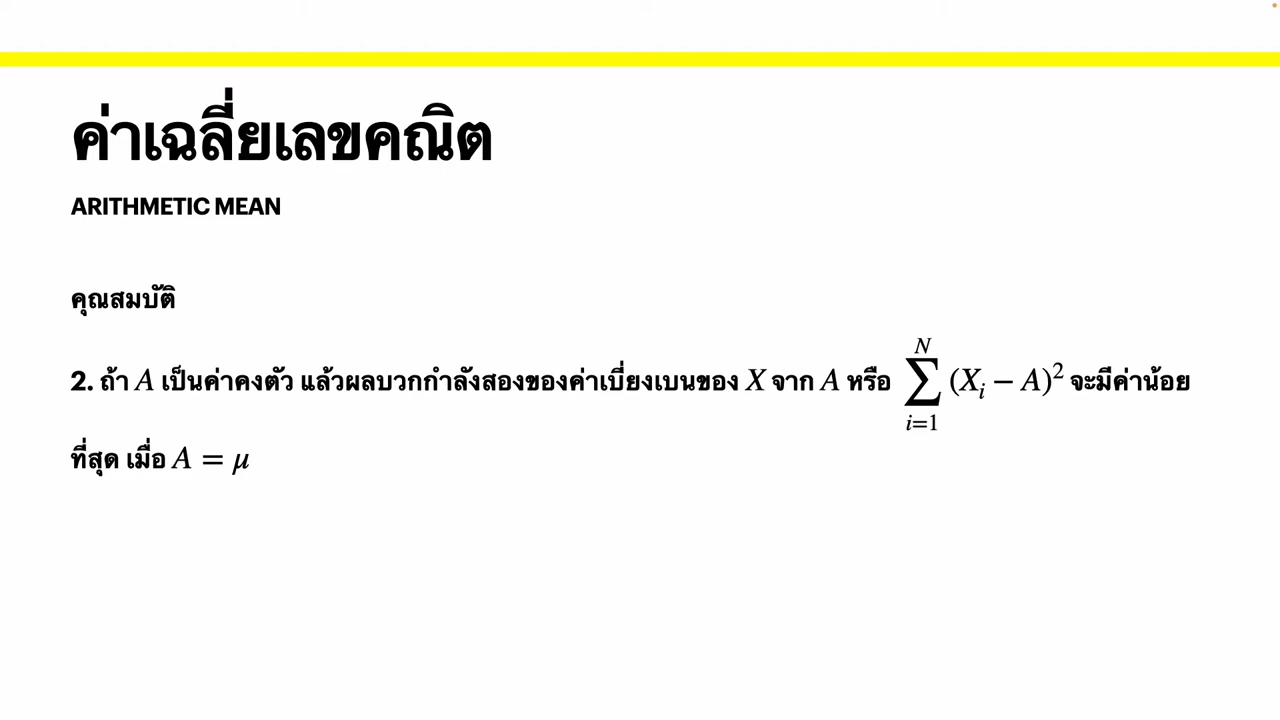 ค่าเฉลี่ยเลขคณิต
ARITHMETIC MEAN
คุณสมบัติ
2. ถ้า A เป็นค่าคงตัว แล้วผลบวกกำลังสองของค่าเบี่ยงเบนของ X จาก A หรือ $\sum_{i=1}^{N} (X_i - A)^2$ จะมีค่าน้อย
ที่สุด เมื่อ A = μ